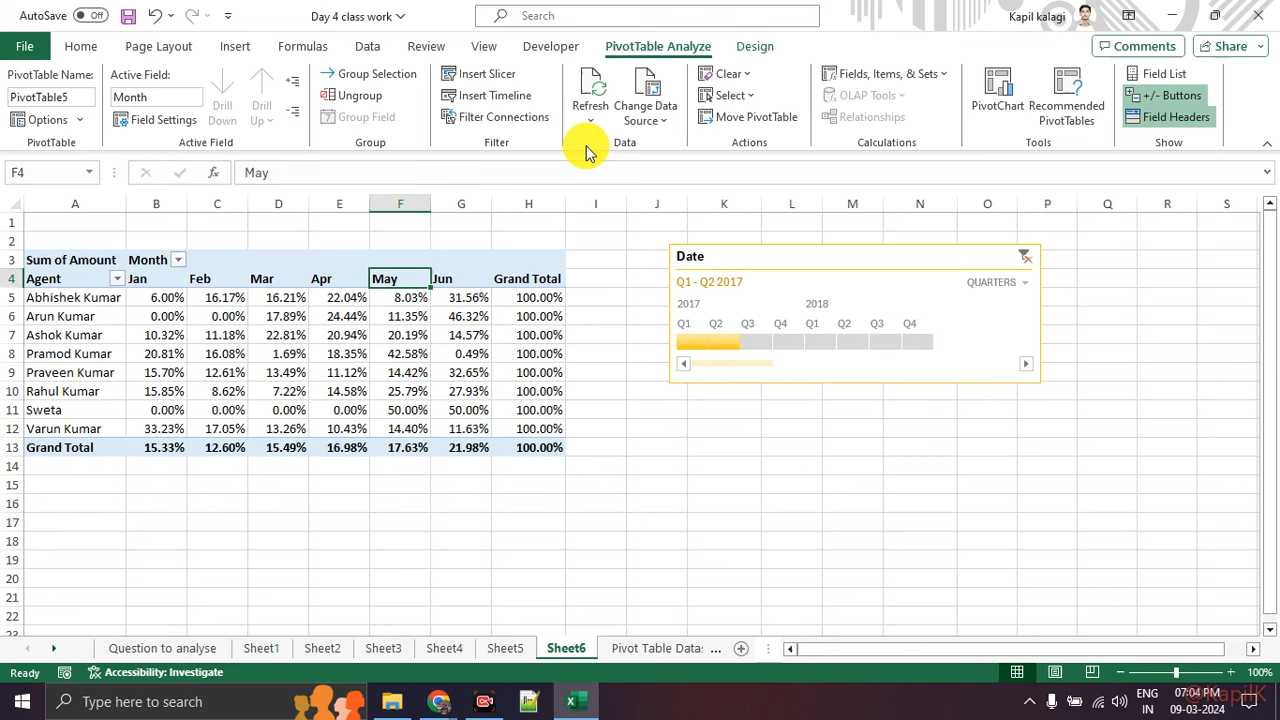 AutoSave Off Day 4 class work Search Kapil kalagi
File Home Page Layout Insert Formulas Data Review View Developer PivotTable Analyze Design Comments Share
PivotTable Name: Active Field: Group Selection Insert Slicer Clear Fields, Items, & Sets Field List
PivotTable5 Month Drill Down Drill Up Ungroup Insert Timeline Refresh Change Data Source Select OLAP Tools PivotChart Recommended PivotTables +/- Buttons
Options Field Settings Group Field Filter Connections Move PivotTable Relationships Field Headers
PivotTable Active Field Group Filter Data Actions Calculations Tools Show
F4 fx May
A B C D E F G H I J K L M N O P Q R S
1
2
3 Sum of Amount Month
4 Agent Jan Feb Mar Apr May Jun Grand Total
5 Abhishek Kumar 6.00% 16.17% 16.21% 22.04% 8.03% 31.56% 100.00%
6 Arun Kumar 0.00% 0.00% 17.89% 24.44% 11.35% 46.32% 100.00%
7 Ashok Kumar 10.32% 11.18% 22.81% 20.94% 20.19% 14.57% 100.00%
8 Pramod Kumar 20.81% 16.08% 1.69% 18.35% 42.58% 0.49% 100.00%
9 Praveen Kumar 15.70% 12.61% 13.49% 11.12% 14.42% 32.65% 100.00%
10 Rahul Kumar 15.85% 8.62% 7.22% 14.58% 25.79% 27.93% 100.00%
11 Sweta 0.00% 0.00% 0.00% 0.00% 50.00% 50.00% 100.00%
12 Varun Kumar 33.23% 17.05% 13.26% 10.43% 14.40% 11.63% 100.00%
13 Grand Total 15.33% 12.60% 15.49% 16.98% 17.63% 21.98% 100.00%
14
15
16
17
18
19
20
21
22
23
Date
Q1 - Q2 2017 QUARTERS
2017 2018
Q1 Q2 Q3 Q4 Q1 Q2 Q3 Q4
Question to analyse Sheet1 Sheet2 Sheet3 Sheet4 Sheet5 Sheet6 Pivot Table Data: ...
Ready Accessibility: Investigate 100%
Type here to search ENG IN 07:04 PM 09-03-2024
@KapilK